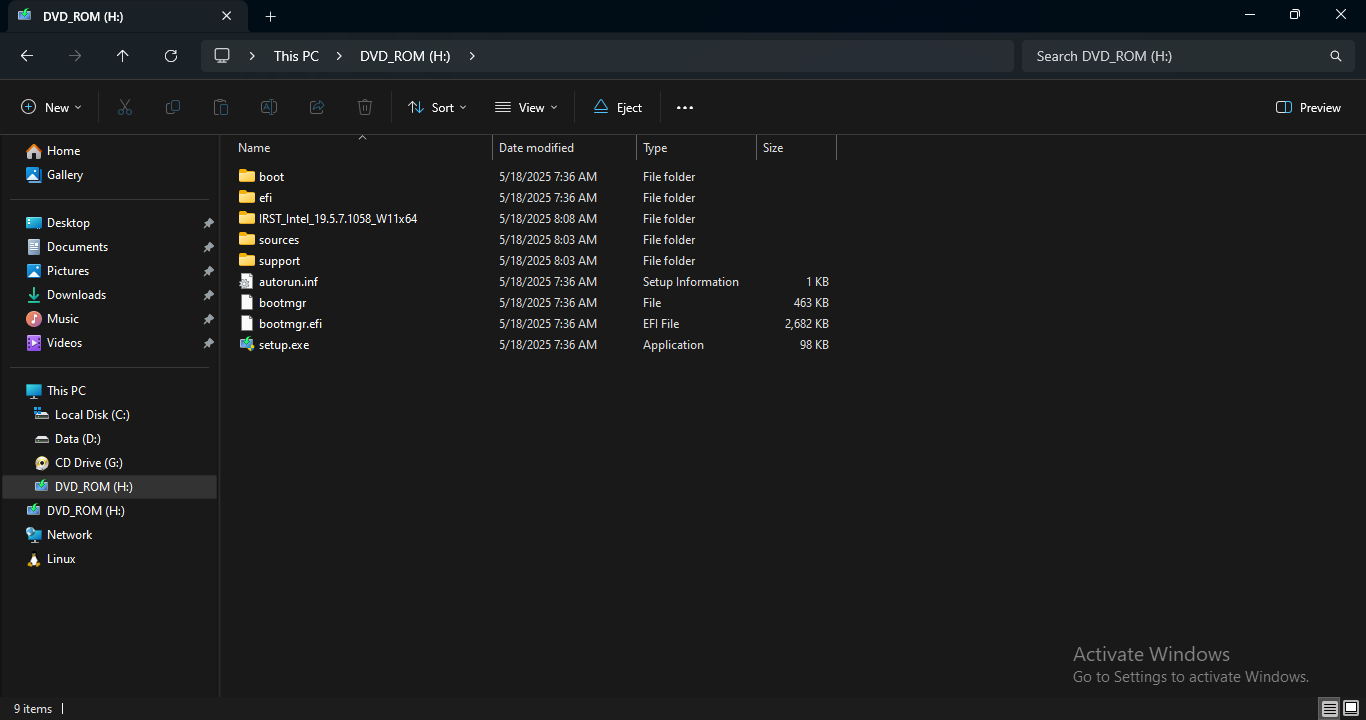 DVD_ROM (H:)
This PC
DVD_ROM (H:)
Search DVD_ROM (H:)
New
Sort
View
Eject
Preview
Name Date modified Type Size
boot 5/18/2025 7:36 AM File folder
efi 5/18/2025 7:36 AM File folder
IRST_Intel_19.5.7.1058_W11x64 5/18/2025 8:08 AM File folder
sources 5/18/2025 8:03 AM File folder
support 5/18/2025 8:03 AM File folder
autorun.inf 5/18/2025 7:36 AM Setup Information 1 KB
bootmgr 5/18/2025 7:36 AM File 463 KB
bootmgr.efi 5/18/2025 7:36 AM EFI File 2,682 KB
setup.exe 5/18/2025 7:36 AM Application 98 KB
Home
Gallery
Desktop
Documents
Pictures
Downloads
Music
Videos
This PC
Local Disk (C:)
Data (D:)
CD Drive (G:)
DVD_ROM (H:)
DVD_ROM (H:)
Network
Linux
Activate Windows
Go to Settings to activate Windows.
9 items